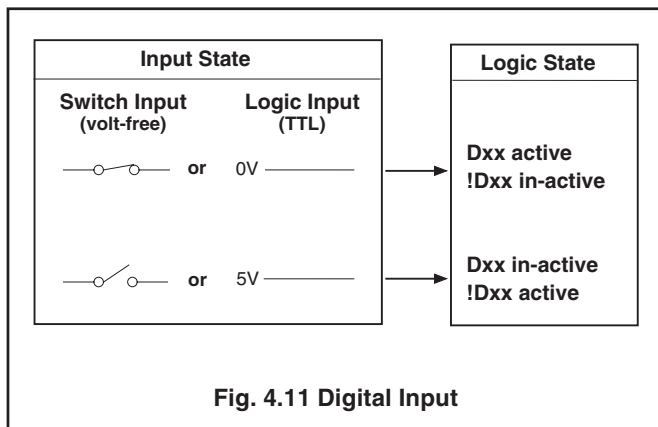 Input State
Logic State
Switch Input
(volt-free)
Logic Input
(TTL)
or
0V
Dxx active
!Dxx in-active
or
5V
Dxx in-active
!Dxx active
Fig. 4.11 Digital Input